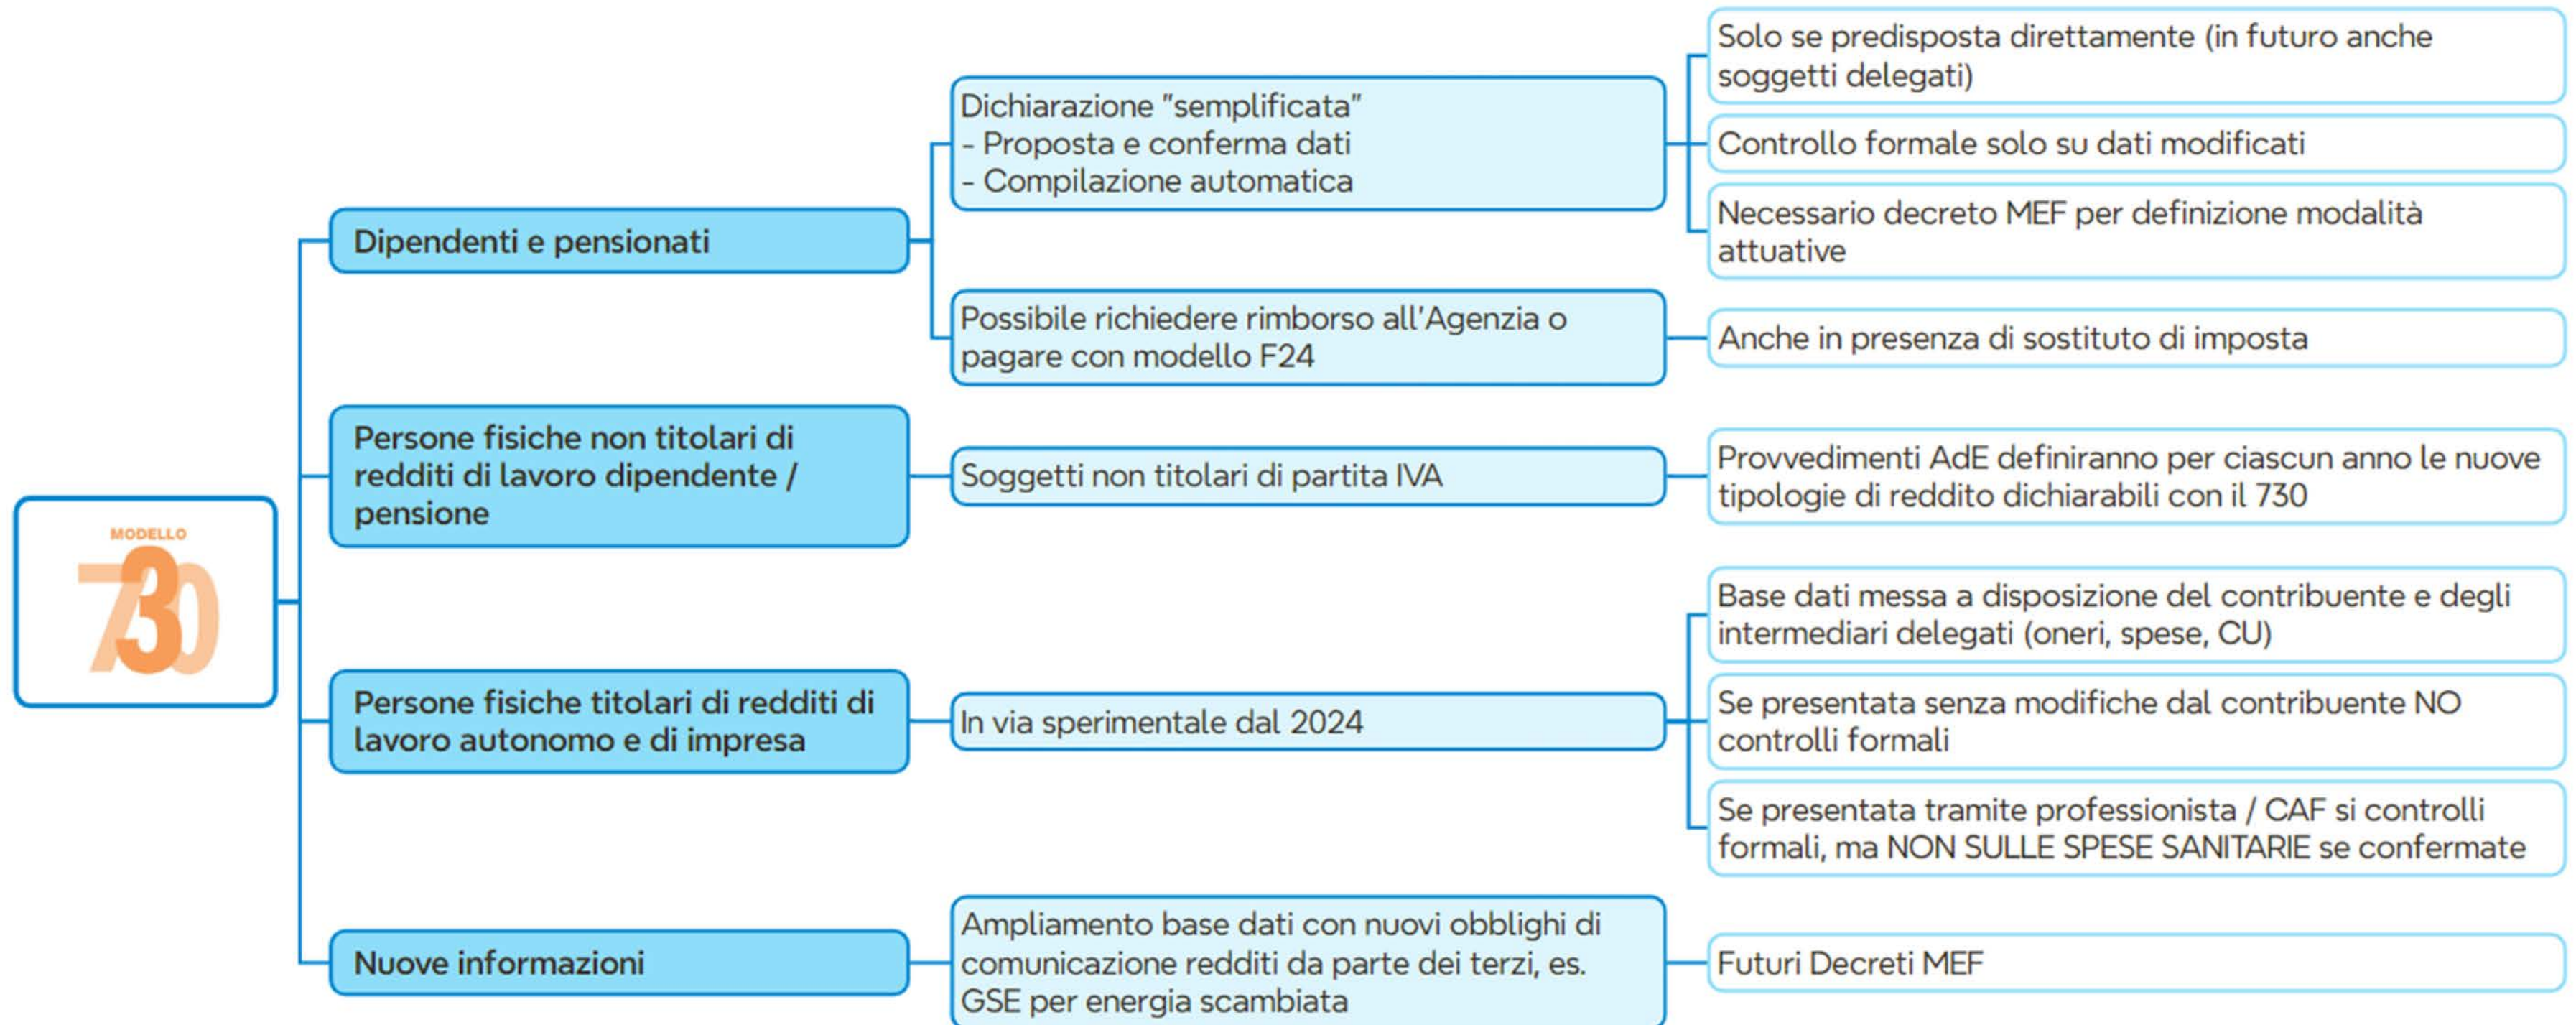 MODELLO
730
Dipendenti e pensionati
Dichiarazione "semplificata"
- Proposta e conferma dati
- Compilazione automatica
Solo se predisposta direttamente (in futuro anche
soggetti delegati)
Controllo formale solo su dati modificati
Necessario decreto MEF per definizione modalità
attuative
Possibile richiedere rimborso all'Agenzia o
pagare con modello F24
Anche in presenza di sostituto di imposta
Persone fisiche non titolari di
redditi di lavoro dipendente /
pensione
Soggetti non titolari di partita IVA
Provvedimenti AdE definiranno per ciascun anno le nuove
tipologie di reddito dichiarabili con il 730
Persone fisiche titolari di redditi di
lavoro autonomo e di impresa
In via sperimentale dal 2024
Base dati messa a disposizione del contribuente e degli
intermediari delegati (oneri, spese, CU)
Se presentata senza modifiche dal contribuente NO
controlli formali
Se presentata tramite professionista / CAF si controlli
formali, ma NON SULLE SPESE SANITARIE se confermate
Nuove informazioni
Ampliamento base dati con nuovi obblighi di
comunicazione redditi da parte dei terzi, es.
GSE per energia scambiata
Futuri Decreti MEF